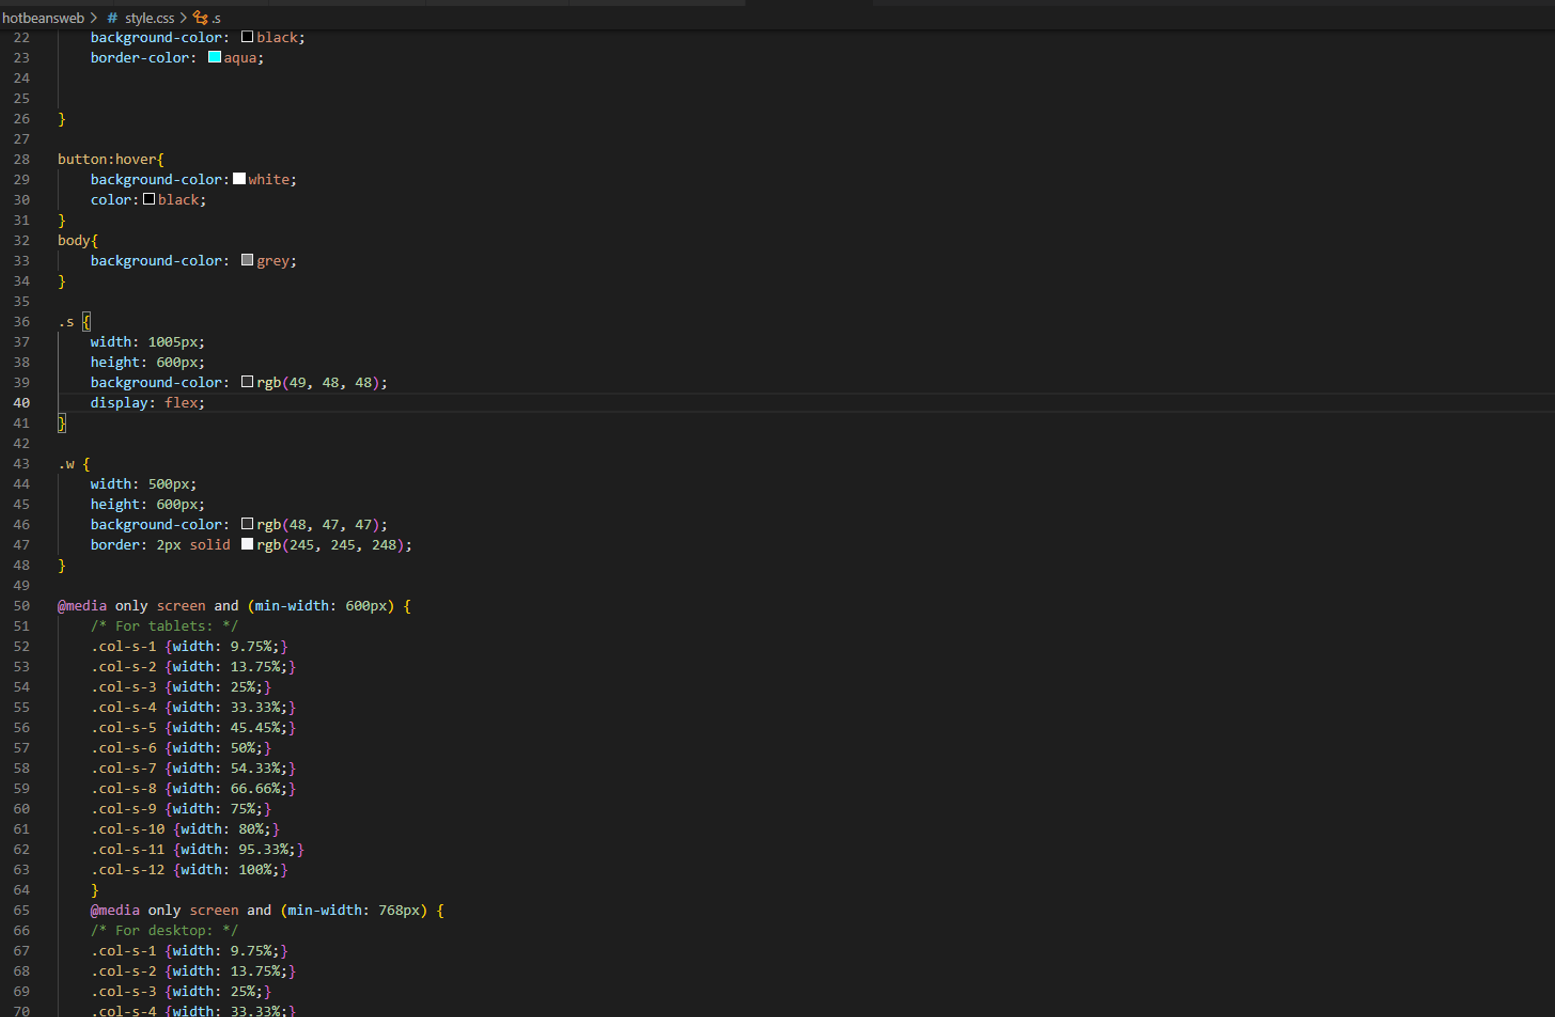 hotbeansweb > # style.css > .s
22 background-color: black;
23 border-color: aqua;
24
25
26 }
27
28 button:hover{
29 background-color:white;
30 color:black;
31 }
32 body{
33 background-color: grey;
34 }
35
36 .s {
37 width: 1005px;
38 height: 600px;
39 background-color: rgb(49, 48, 48);
40 display: flex;
41 }
42
43 .w {
44 width: 500px;
45 height: 600px;
46 background-color: rgb(48, 47, 47);
47 border: 2px solid rgb(245, 245, 248);
48 }
49
50 @media only screen and (min-width: 600px) {
51 /* For tablets: */
52 .col-s-1 {width: 9.75%;}
53 .col-s-2 {width: 13.75%;}
54 .col-s-3 {width: 25%;}
55 .col-s-4 {width: 33.33%;}
56 .col-s-5 {width: 45.45%;}
57 .col-s-6 {width: 50%;}
58 .col-s-7 {width: 54.33%;}
59 .col-s-8 {width: 66.66%;}
60 .col-s-9 {width: 75%;}
61 .col-s-10 {width: 80%;}
62 .col-s-11 {width: 95.33%;}
63 .col-s-12 {width: 100%;}
64 }
65 @media only screen and (min-width: 768px) {
66 /* For desktop: */
67 .col-s-1 {width: 9.75%;}
68 .col-s-2 {width: 13.75%;}
69 .col-s-3 {width: 25%;}
70 .col-s-4 {width: 33.33%;}